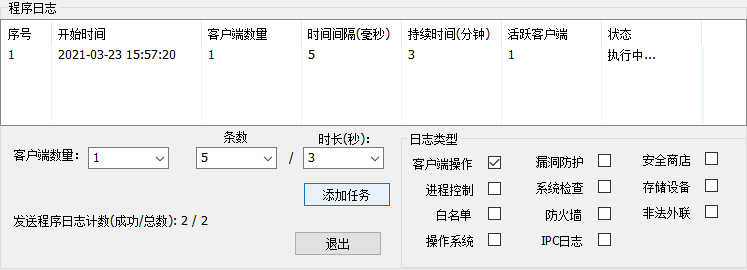 程序日志
序号 开始时间 客户端数量 时间间隔(毫秒) 持续时间(分钟) 活跃客户端 状态
1 2021-03-23 15:57:20 1 5 3 1 执行中...
条数 时长(秒):
客户端数量: 1 5 / 3
添加任务
发送程序日志计数(成功/总数): 2 / 2
退出
日志类型
客户端操作 漏洞防护 安全商店
进程控制 系统检查 存储设备
白名单 防火墙 非法外联
操作系统 IPC日志